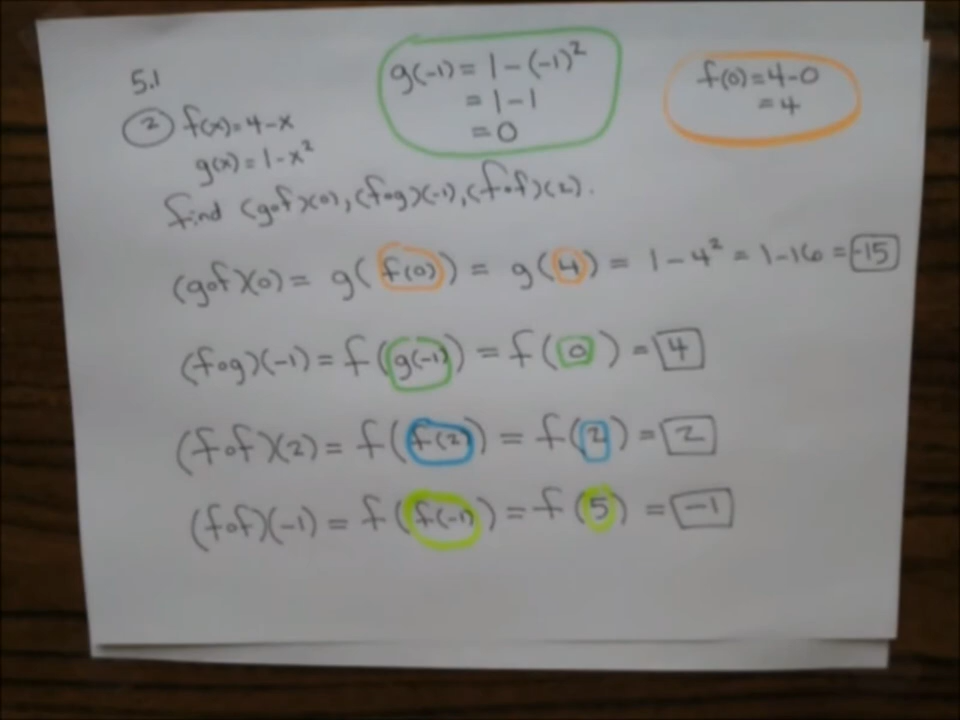 5.1
g(-1) = 1 - (-1)²
= 1 - 1
= 0
f(0) = 4 - 0
= 4
② f(x) = 4 - x
g(x) = 1 - x²
find (g∘f)(0), (f∘g)(-1), (f∘f)(2).
(g∘f)(0) = g(f(0)) = g(4) = 1 - 4² = 1 - 16 = -15
(f∘g)(-1) = f(g(-1)) = f(0) = 4
(f∘f)(2) = f(f(2)) = f(2) = 2
(f∘f)(-1) = f(f(-1)) = f(5) = -1